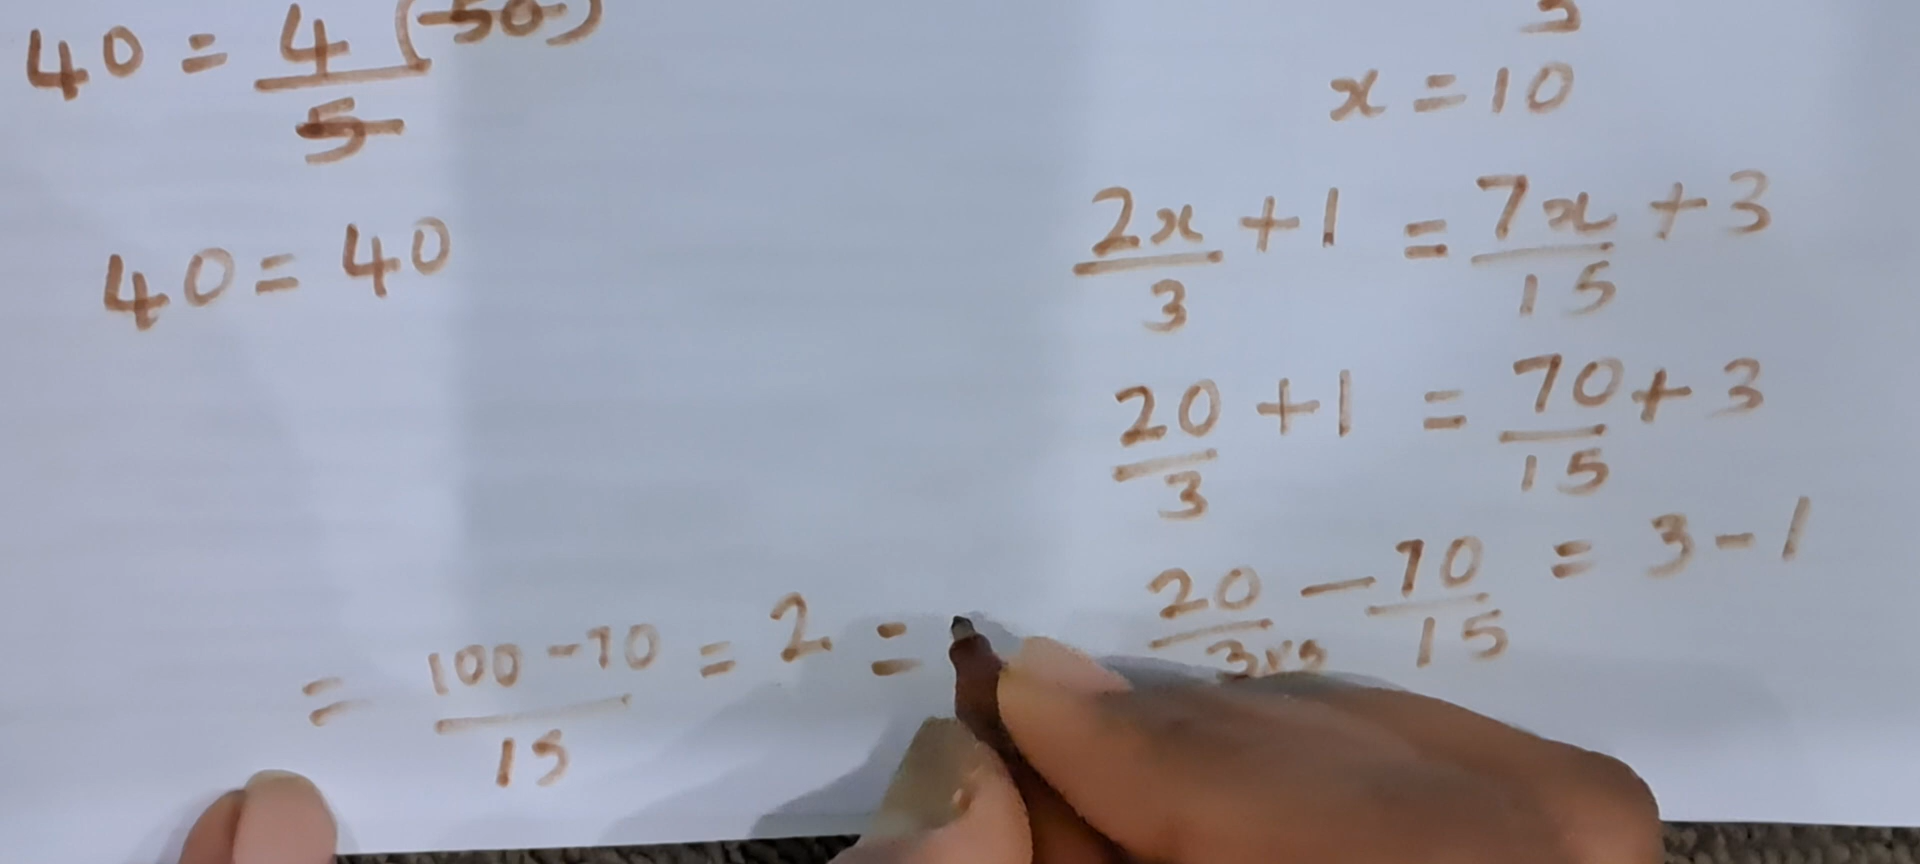 40 = 4/5 (50)
40 = 40
x = 10
2x/3 + 1 = 7x/15 + 3
20/3 + 1 = 70/15 + 3
20/3x5 - 70/15 = 3 - 1
= 100 - 70/15 = 2 =